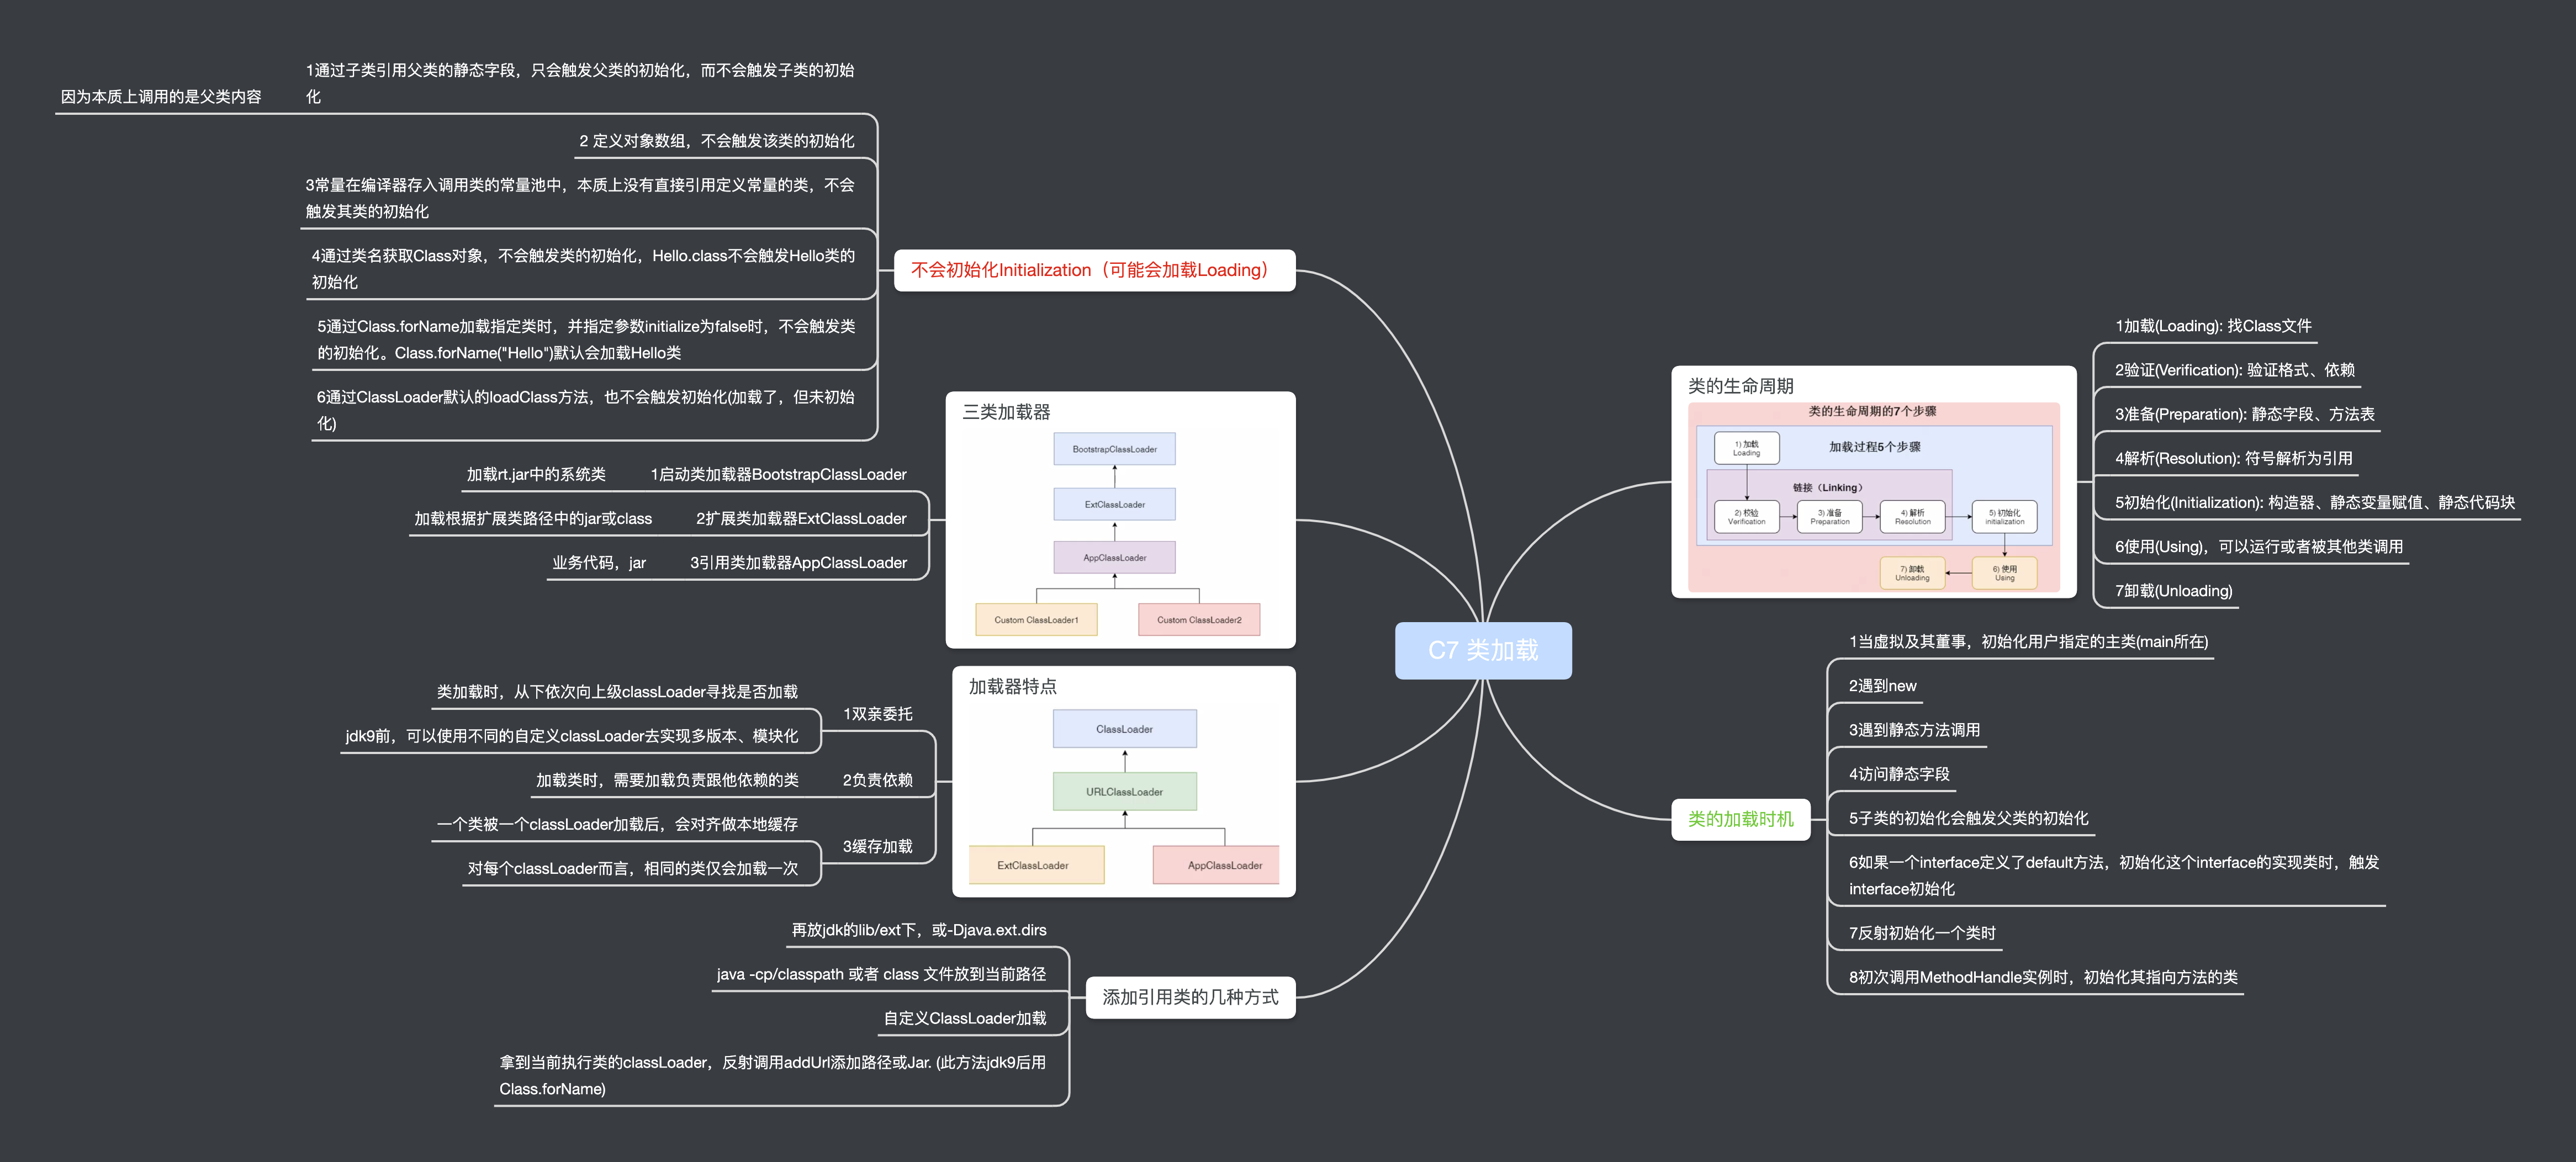 C7 类加载
类的生命周期
类的生命周期的7个步骤
加载过程5个步骤
1) 加载
Loading
链接（Linking）
2) 校验
Verification
3) 准备
Preparation
4) 解析
Resolution
5) 初始化
initialization
7) 卸载
Unloading
6) 使用
Using
1加载(Loading): 找Class文件
2验证(Verification): 验证格式、依赖
3准备(Preparation): 静态字段、方法表
4解析(Resolution): 符号解析为引用
5初始化(Initialization): 构造器、静态变量赋值、静态代码块
6使用(Using)，可以运行或者被其他类调用
7卸载(Unloading)
类的加载时机
1当虚拟及其董事，初始化用户指定的主类(main所在)
2遇到new
3遇到静态方法调用
4访问静态字段
5子类的初始化会触发父类的初始化
6如果一个interface定义了default方法，初始化这个interface的实现类时，触发
interface初始化
7反射初始化一个类时
8初次调用MethodHandle实例时，初始化其指向方法的类
不会初始化Initialization（可能会加载Loading）
1通过子类引用父类的静态字段，只会触发父类的初始化，而不会触发子类的初始
化
因为本质上调用的是父类内容
2 定义对象数组，不会触发该类的初始化
3常量在编译器存入调用类的常量池中，本质上没有直接引用定义常量的类，不会
触发其类的初始化
4通过类名获取Class对象，不会触发类的初始化，Hello.class不会触发Hello类的
初始化
5通过Class.forName加载指定类时，并指定参数initialize为false时，不会触发类
的初始化。Class.forName("Hello")默认会加载Hello类
6通过ClassLoader默认的loadClass方法，也不会触发初始化(加载了，但未初始
化)
三类加载器
BootstrapClassLoader
ExtClassLoader
AppClassLoader
Custom ClassLoader1
Custom ClassLoader2
1启动类加载器BootstrapClassLoader
加载rt.jar中的系统类
2扩展类加载器ExtClassLoader
加载根据扩展类路径中的jar或class
3引用类加载器AppClassLoader
业务代码，jar
加载器特点
ClassLoader
URLClassLoader
ExtClassLoader
AppClassLoader
1双亲委托
类加载时，从下依次向上级classLoader寻找是否加载
jdk9前，可以使用不同的自定义classLoader去实现多版本、模块化
2负责依赖
加载类时，需要加载负责跟他依赖的类
3缓存加载
一个类被一个classLoader加载后，会对齐做本地缓存
对每个classLoader而言，相同的类仅会加载一次
添加引用类的几种方式
再放jdk的lib/ext下，或-Djava.ext.dirs
java -cp/classpath 或者 class 文件放到当前路径
自定义ClassLoader加载
拿到当前执行类的classLoader，反射调用addUrl添加路径或Jar. (此方法jdk9后用
Class.forName)